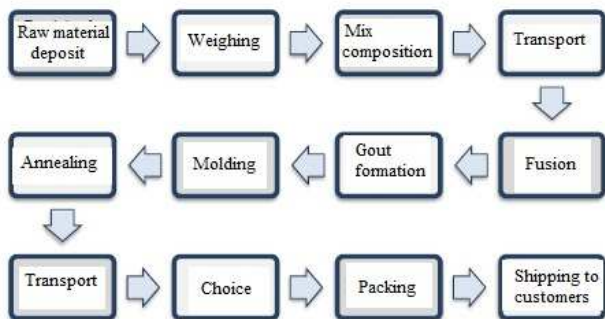 Raw material
deposit
Weighing
Mix
composition
Transport
Annealing
Molding
Gout
formation
Fusion
Transport
Choice
Packing
Shipping to
customers